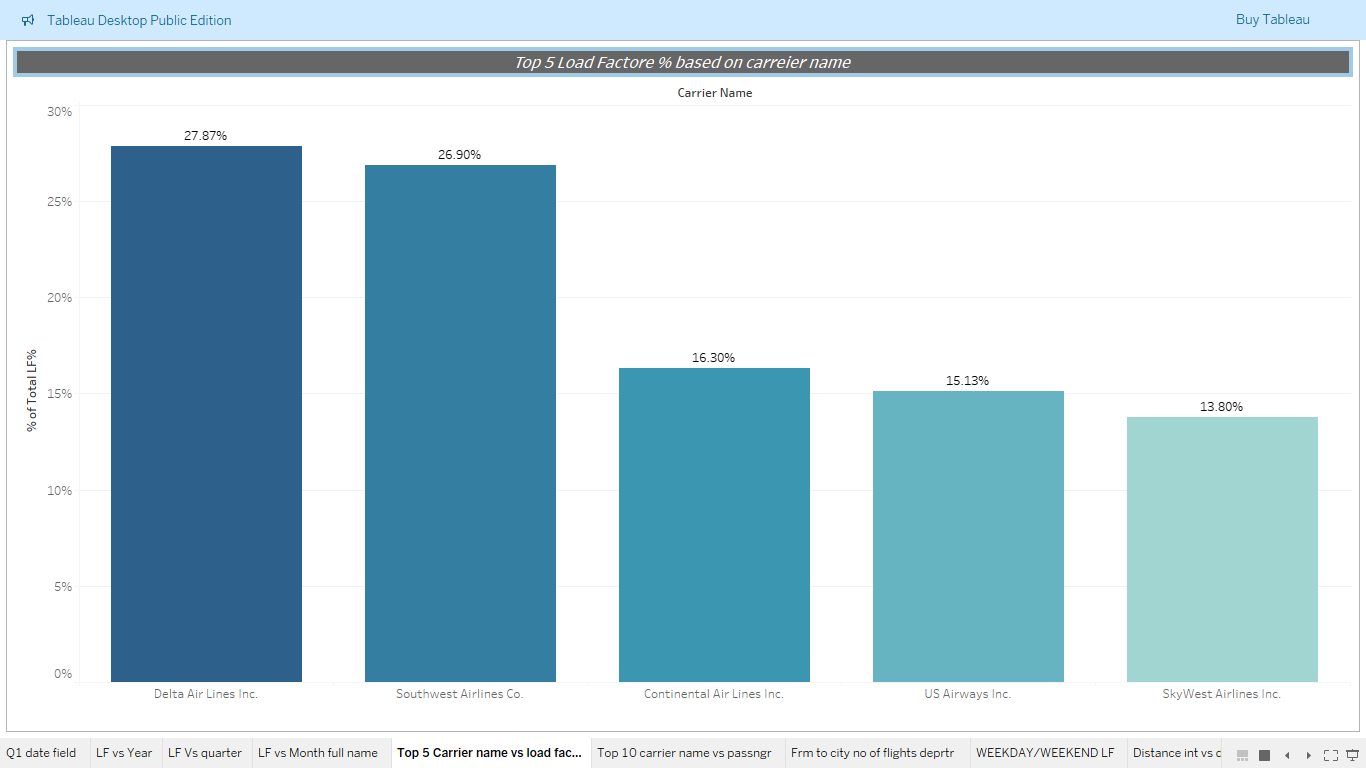 Tableau Desktop Public Edition
Buy Tableau
Top 5 Load Factore % based on carreier name
Carrier Name
30%
25%
20%
15%
10%
5%
0%
% of Total LF%
27.87%
26.90%
16.30%
15.13%
13.80%
Delta Air Lines Inc.
Southwest Airlines Co.
Continental Air Lines Inc.
US Airways Inc.
SkyWest Airlines Inc.
Q1 date field
LF vs Year
LF Vs quarter
LF vs Month full name
Top 5 Carrier name vs load fac...
Top 10 carrier name vs passngr
Frm to city no of flights deprtr
WEEKDAY/WEEKEND LF
Distance int vs